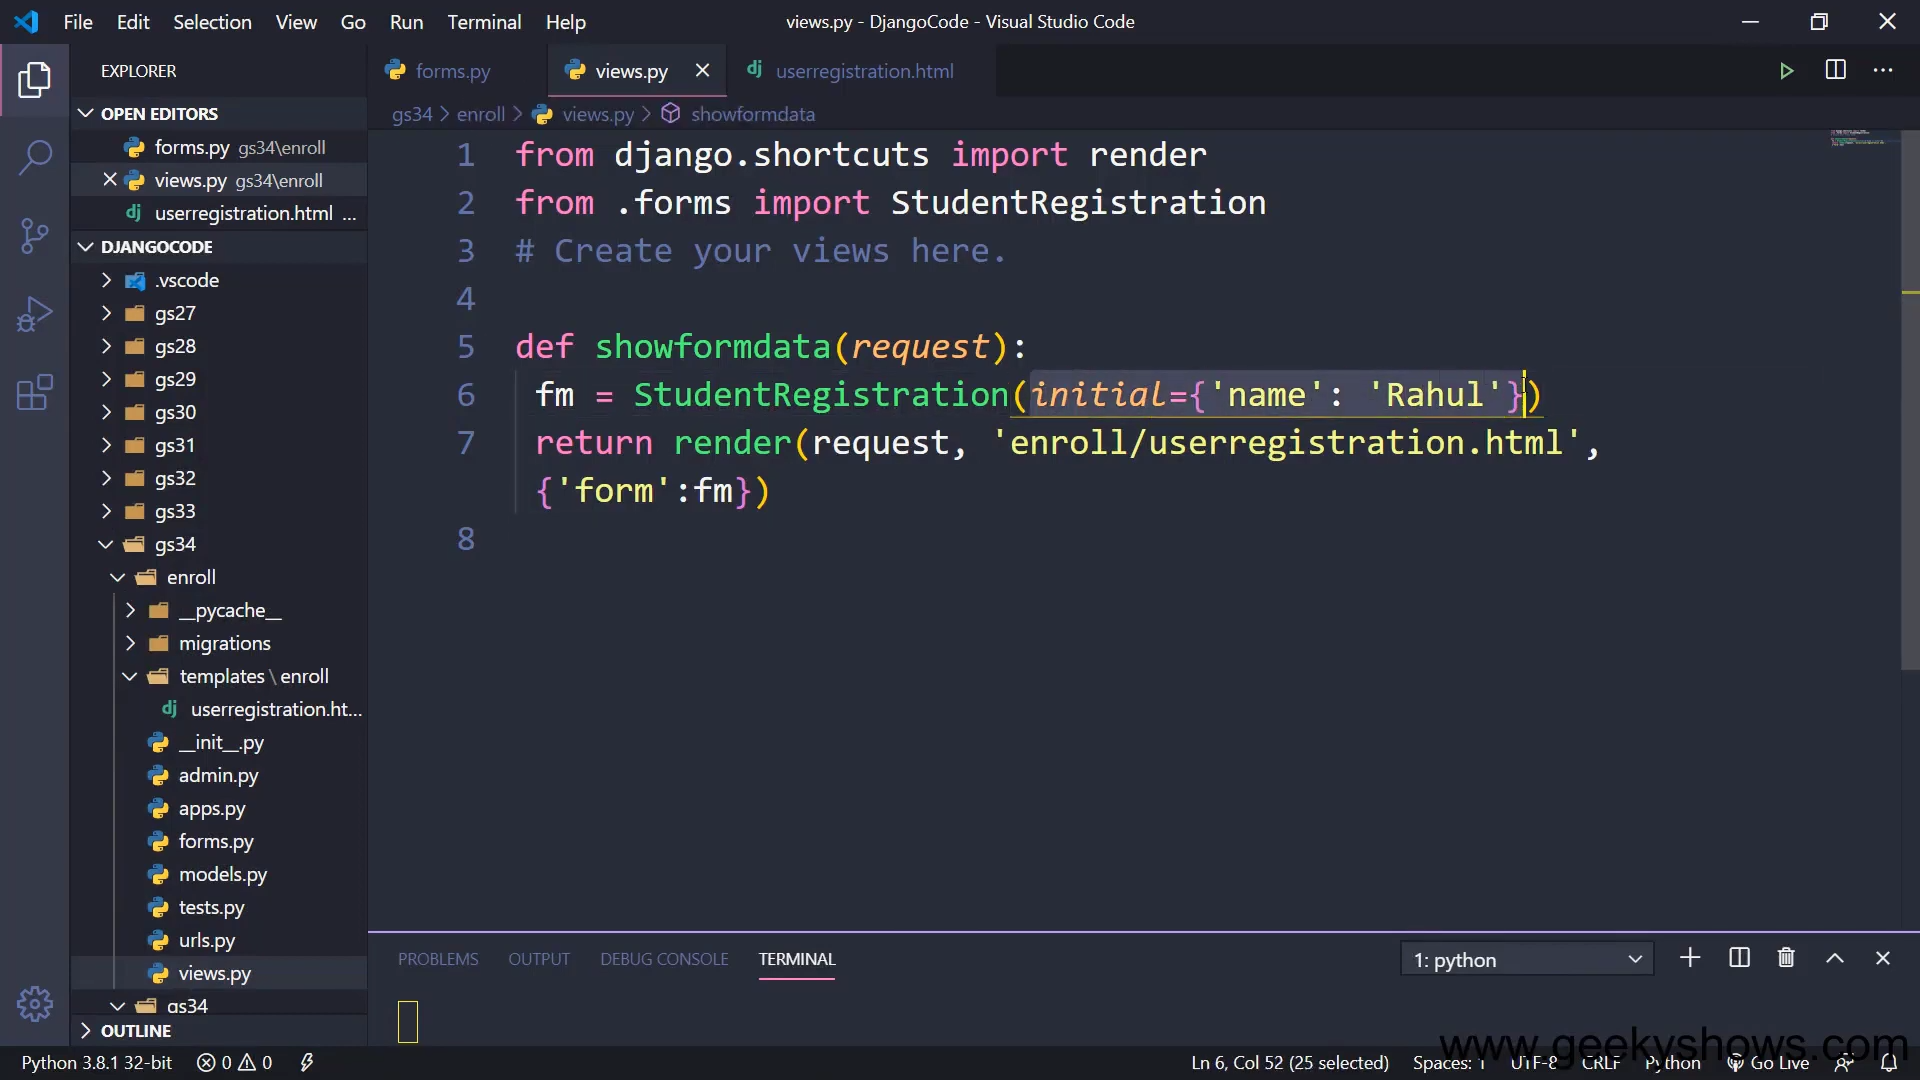 File Edit Selection View Go Run Terminal Help
views.py - DjangoCode - Visual Studio Code
EXPLORER
OPEN EDITORS
forms.py gs34\enroll
views.py gs34\enroll
userregistration.html ...
DJANGOCODE
.vscode
gs27
gs28
gs29
gs30
gs31
gs32
gs33
gs34
enroll
__pycache__
migrations
templates\enroll
userregistration.ht...
__init__.py
admin.py
apps.py
forms.py
models.py
tests.py
urls.py
views.py
gs34
OUTLINE
forms.py views.py userregistration.html
gs34 > enroll > views.py > showformdata
1 from django.shortcuts import render
2 from .forms import StudentRegistration
3 # Create your views here.
4
5 def showformdata(request):
6 fm = StudentRegistration(initial={'name': 'Rahul'})
7 return render(request, 'enroll/userregistration.html',
{'form':fm})
8
PROBLEMS OUTPUT DEBUG CONSOLE TERMINAL
1: python
www.geekyshows.com
Python 3.8.1 32-bit 0 0
Ln 6, Col 52 (25 selected) Spaces: 1 UTF-8 CRLF Python Go Live